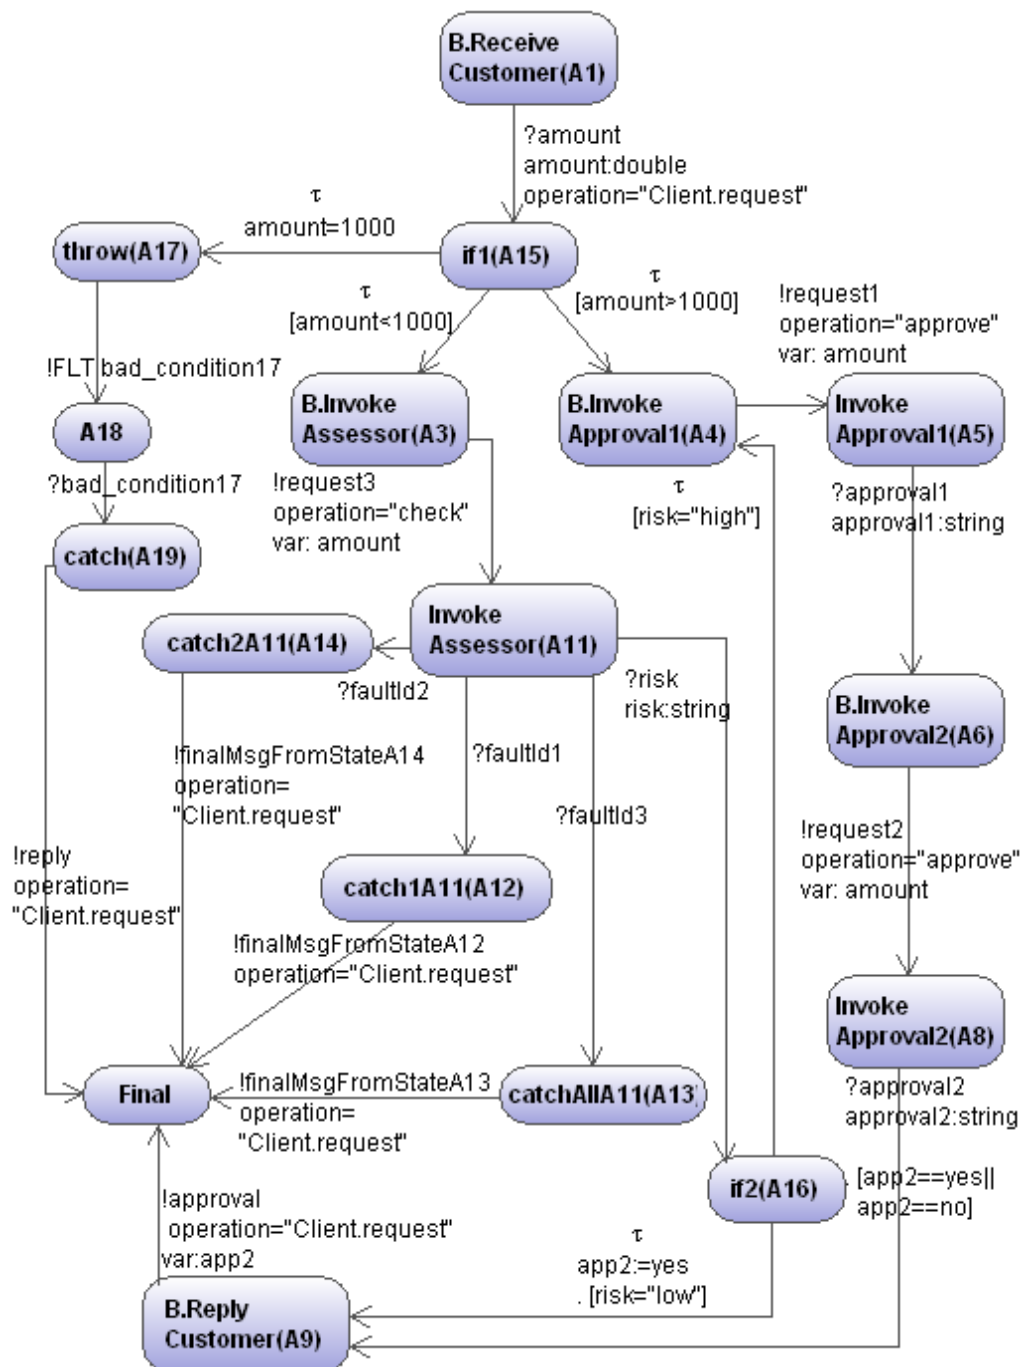 B.Receive
Customer(A1)
?amount
amount:double
operation="Client.request"
τ
amount=1000
throw(A17)
if1(A15)
τ
[amount<1000]
τ
[amount>1000]
!request1
operation="approve"
var: amount
!FLT bad_condition17
A18
B.Invoke
Assessor(A3)
B.Invoke
Approval1(A4)
Invoke
Approval1(A5)
?bad_condition17
!request3
operation="check"
var: amount
τ
[risk="high"]
?approval1
approval1:string
catch(A19)
catch2A11(A14)
Invoke
Assessor(A11)
?faultId2
?risk
risk:string
B.Invoke
Approval2(A6)
!finalMsgFromStateA14
operation=
"Client.request"
?faultId1
?faultId3
!request2
operation="approve"
var: amount
!reply
operation=
"Client.request"
catch1A11(A12)
!finalMsgFromStateA12
operation="Client.request"
Invoke
Approval2(A8)
Final
!finalMsgFromStateA13
operation=
"Client.request"
catchAllA11(A13)
?approval2
approval2:string
if2(A16)
. [app2==yes||
app2==no]
!approval
operation="Client.request"
var:app2
τ
app2:=yes
. [risk="low"]
B.Reply
Customer(A9)